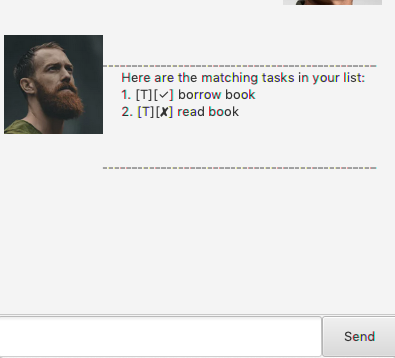 Here are the matching tasks in your list:
1. [T][✓] borrow book
2. [T][✘] read book
Send